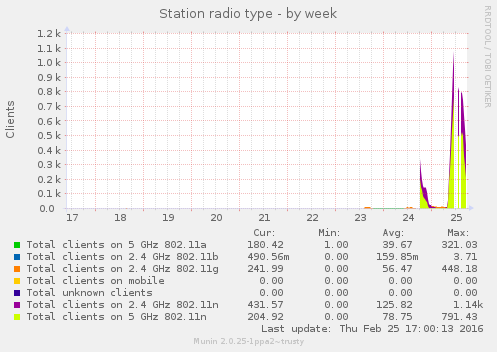 Station radio type - by week
RRDTOOL / TOBI OETIKER
Clients
1.2 k
1.1 k
1.0 k
0.9 k
0.8 k
0.7 k
0.6 k
0.5 k
0.4 k
0.3 k
0.2 k
0.1 k
0.0
17 18 19 20 21 22 23 24 25
Cur: Min: Avg: Max:
Total clients on 5 GHz 802.11a 180.42 1.00 39.67 321.03
Total clients on 2.4 GHz 802.11b 490.56m 0.00 159.85m 3.71
Total clients on 2.4 GHz 802.11g 241.99 0.00 56.47 448.18
Total clients on mobile 0.00 0.00 0.00 0.00
Total unknown clients 0.00 0.00 0.00 0.00
Total clients on 2.4 GHz 802.11n 431.57 0.00 125.82 1.14k
Total clients on 5 GHz 802.11n 204.92 0.00 78.75 791.43
Last update: Thu Feb 25 17:00:13 2016
Munin 2.0.25-1ppa2~trusty